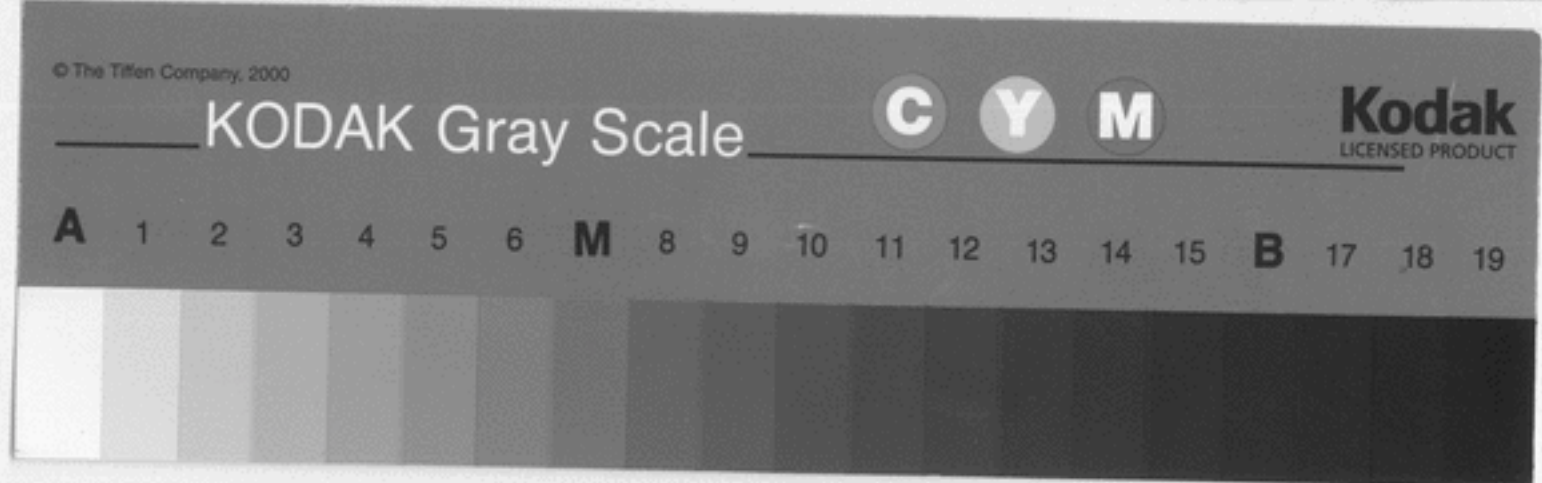 © The Tiffen Company, 2000
KODAK Gray Scale
C Y M
Kodak
LICENSED PRODUCT
A 1 2 3 4 5 6 M 8 9 10 11 12 13 14 15 B 17 18 19